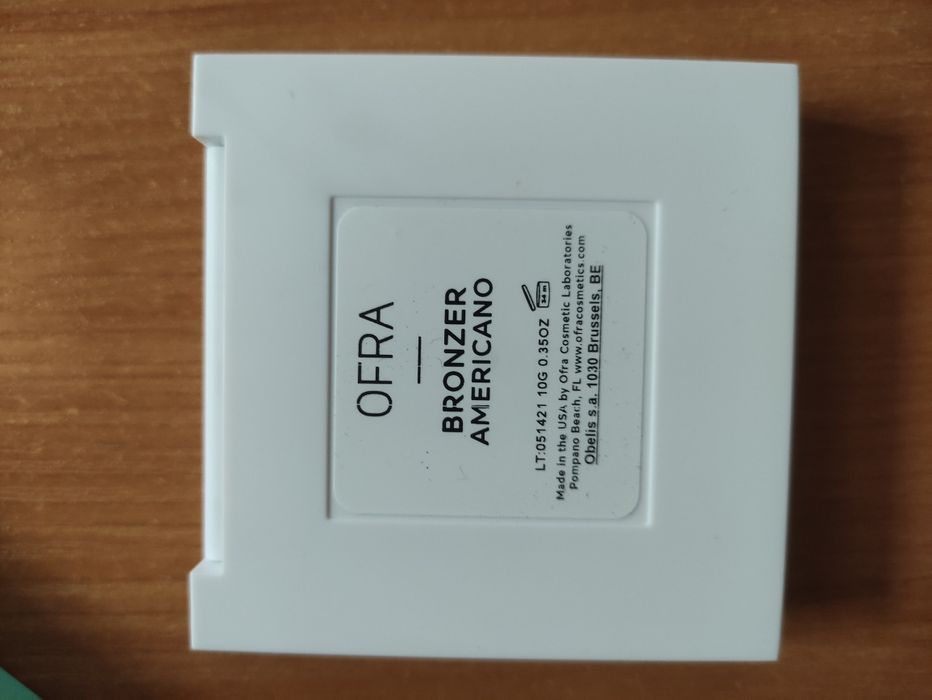 OFRA
BRONZER
AMERICANO
LT:051421 10G 0.35OZ 24 m
Made in the USA by Ofra Cosmetic Laboratories
Pompano Beach, FL www.ofracosmetics.com
Obelis s.a. 1030 Brussels, BE